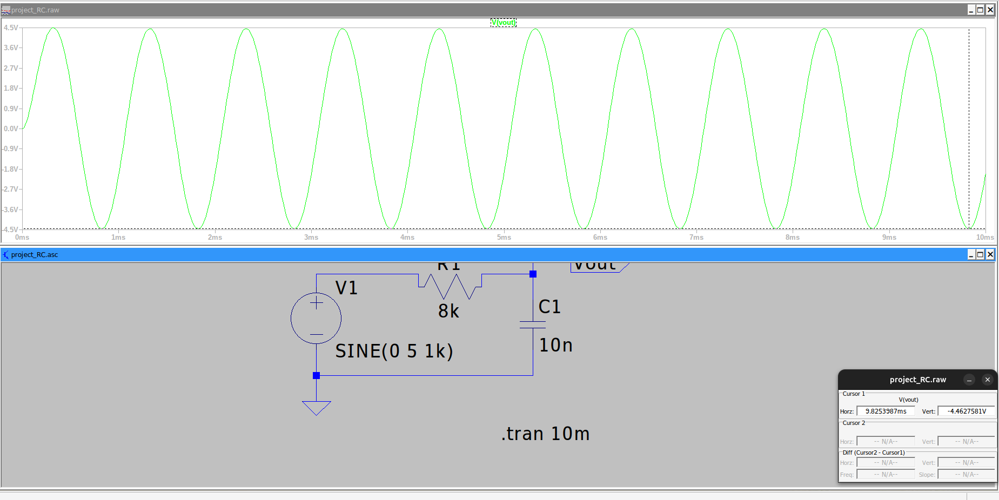 project_RC.raw
V(vout)
4.5V
3.6V
2.7V
1.8V
0.9V
0.0V
-0.9V
-1.8V
-2.7V
-3.6V
-4.5V
0ms 1ms 2ms 3ms 4ms 5ms 6ms 7ms 8ms 9ms 10ms
project_RC.asc
R1
Vout
V1
8k
C1
10n
SINE(0 5 1k)
.tran 10m
project_RC.raw
Cursor 1
V(vout)
Horz: 9.8253987ms Vert: -4.4627581V
Cursor 2
Horz: -- N/A-- Vert: -- N/A--
Diff (Cursor2 - Cursor1)
Horz: -- N/A-- Vert: -- N/A--
Freq: -- N/A-- Slope: -- N/A--